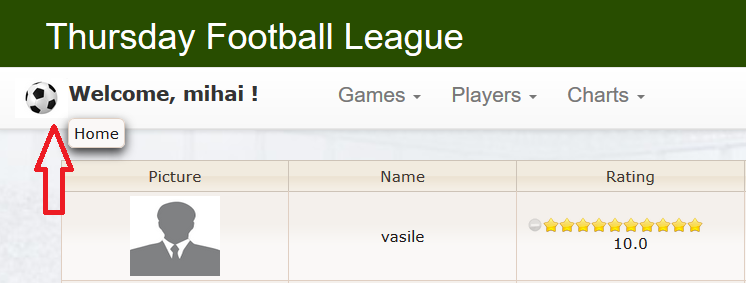 Thursday Football League
Welcome, mihai !
Games Players Charts
Home
Picture Name Rating
vasile
10.0